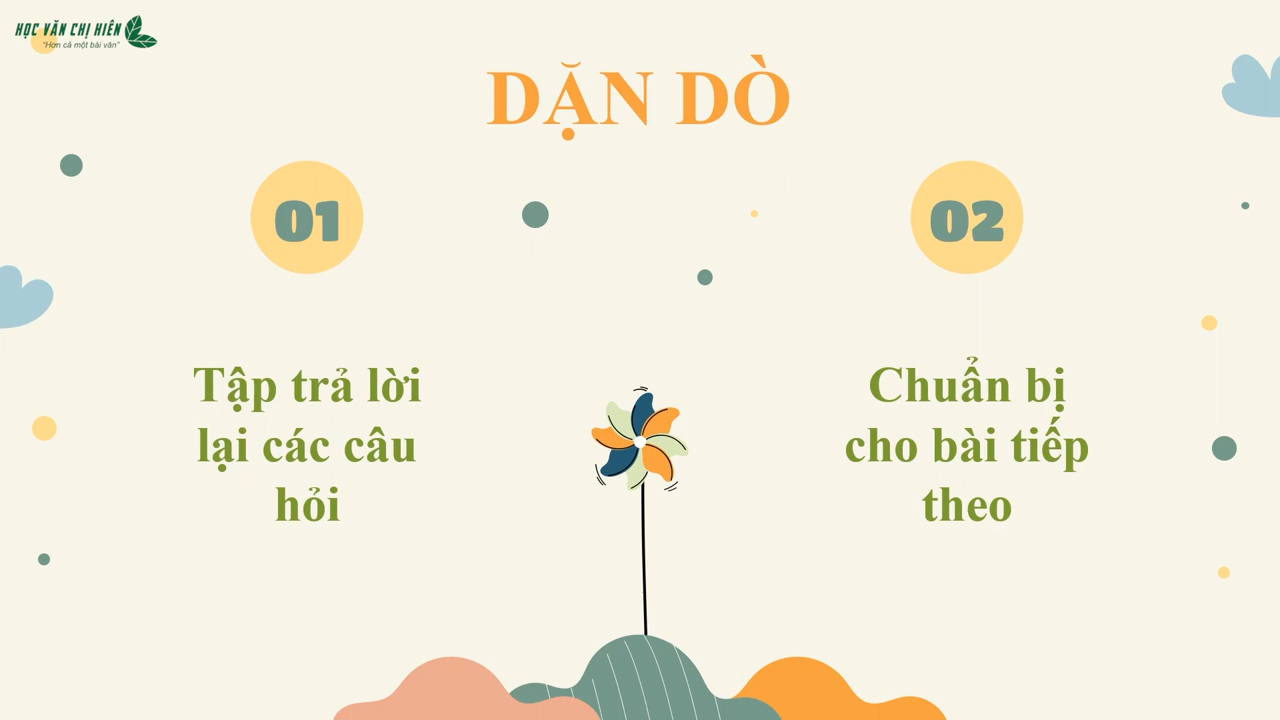 HỌC VĂN CHỊ HIÊN
"Hơn cả một bài văn"
DẶN DÒ
01
02
Tập trả lời
lại các câu
hỏi
Chuẩn bị
cho bài tiếp
theo